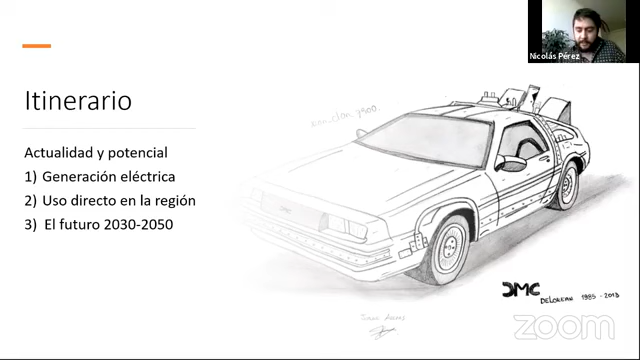 Nicolás Pérez
Itinerario
Actualidad y potencial
1) Generación eléctrica
2) Uso directo en la región
3) El futuro 2030-2050
DMC
DELOREAN 1985 - 2013
zoom